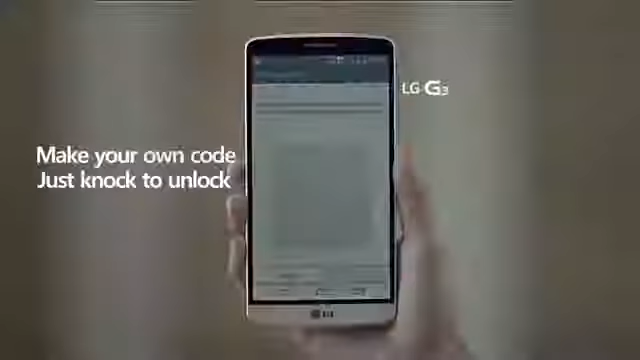 LG G3
Make your own code
Just knock to unlock
LG